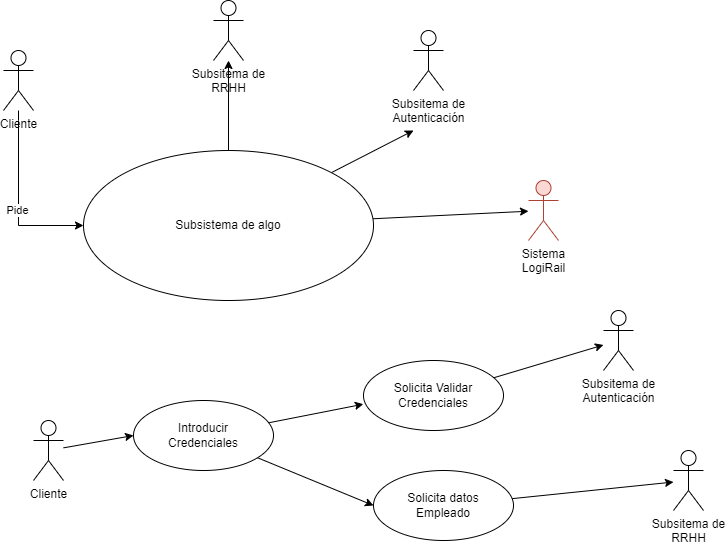 Subsitema de
RRHH
Subsitema de
Autenticación
Cliente
Pide
Subsistema de algo
Sistema
LogiRail
Solicita Validar
Credenciales
Subsitema de
Autenticación
Introducir
Credenciales
Cliente
Solicita datos
Empleado
Subsitema de
RRHH